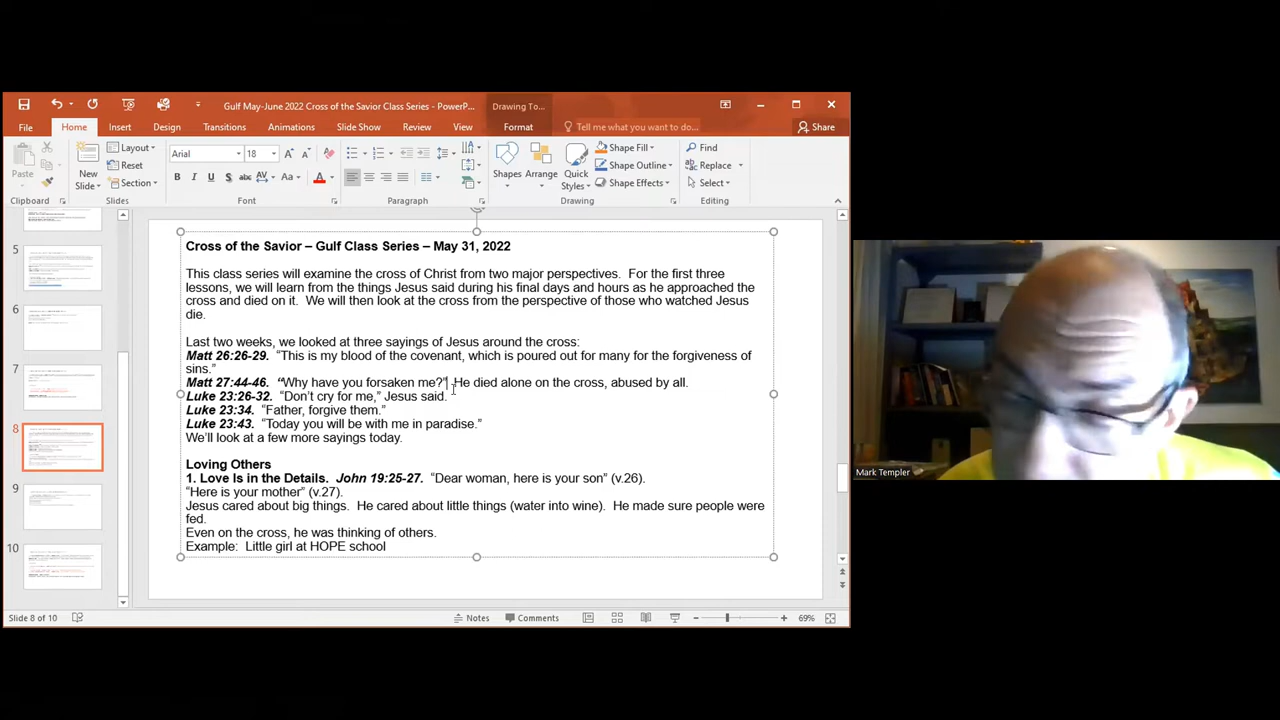 Gulf May-June 2022 Cross of the Savior Class Series - PowerP...
Drawing To...
File Home Insert Design Transitions Animations Slide Show Review View Format Tell me what you want to do... Share
Paste
Clipboard
New Slide
Layout
Reset
Section
Slides
Arial 18
B I U S abc AV Aa A
Font
Paragraph
Shapes Arrange Quick Styles
Shape Fill
Shape Outline
Shape Effects
Drawing
Find
Replace
Select
Editing
5
6
7
8
9
10
Cross of the Savior – Gulf Class Series – May 31, 2022
This class series will examine the cross of Christ from two major perspectives. For the first three
lessons, we will learn from the things Jesus said during his final days and hours as he approached the
cross and died on it. We will then look at the cross from the perspective of those who watched Jesus
die.
Last two weeks, we looked at three sayings of Jesus around the cross:
Matt 26:26-29. “This is my blood of the covenant, which is poured out for many for the forgiveness of
sins.”
Matt 27:44-46. “Why have you forsaken me?” He died alone on the cross, abused by all.
Luke 23:26-32. “Don’t cry for me,” Jesus said.
Luke 23:34. “Father, forgive them.”
Luke 23:43. “Today you will be with me in paradise.”
We’ll look at a few more sayings today.
Loving Others
1. Love Is in the Details. John 19:25-27. “Dear woman, here is your son” (v.26).
“Here is your mother” (v.27).
Jesus cared about big things. He cared about little things (water into wine). He made sure people were
fed.
Even on the cross, he was thinking of others.
Example: Little girl at HOPE school
Mark Templer
Slide 8 of 10
Notes
Comments
69%